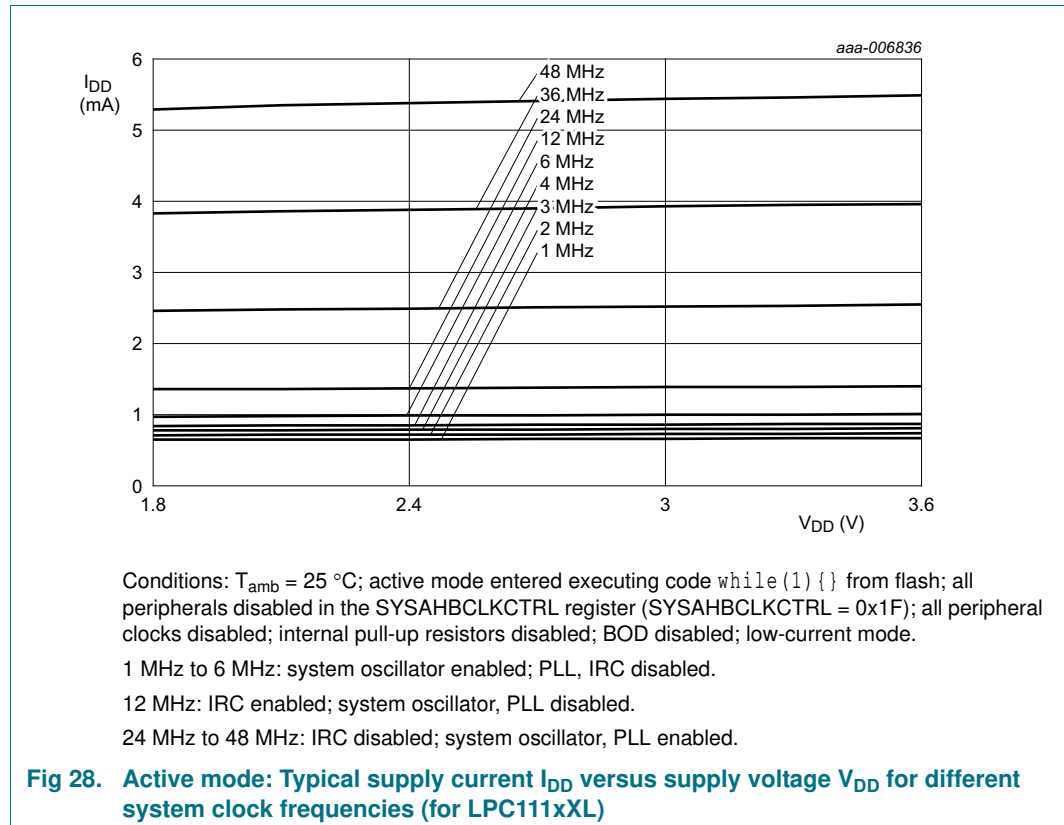 aaa-006836
6
I_DD
(mA)
5
4
3
2
1
0
48 MHz
36 MHz
24 MHz
12 MHz
6 MHz
4 MHz
3 MHz
2 MHz
1 MHz
1.8
2.4
3
3.6
V_DD (V)
Conditions: T_amb = 25 °C; active mode entered executing code while(1){} from flash; all
peripherals disabled in the SYSAHBCLKCTRL register (SYSAHBCLKCTRL = 0x1F); all peripheral
clocks disabled; internal pull-up resistors disabled; BOD disabled; low-current mode.
1 MHz to 6 MHz: system oscillator enabled; PLL, IRC disabled.
12 MHz: IRC enabled; system oscillator, PLL disabled.
24 MHz to 48 MHz: IRC disabled; system oscillator, PLL enabled.
Fig 28. Active mode: Typical supply current I_DD versus supply voltage V_DD for different
system clock frequencies (for LPC111xXL)